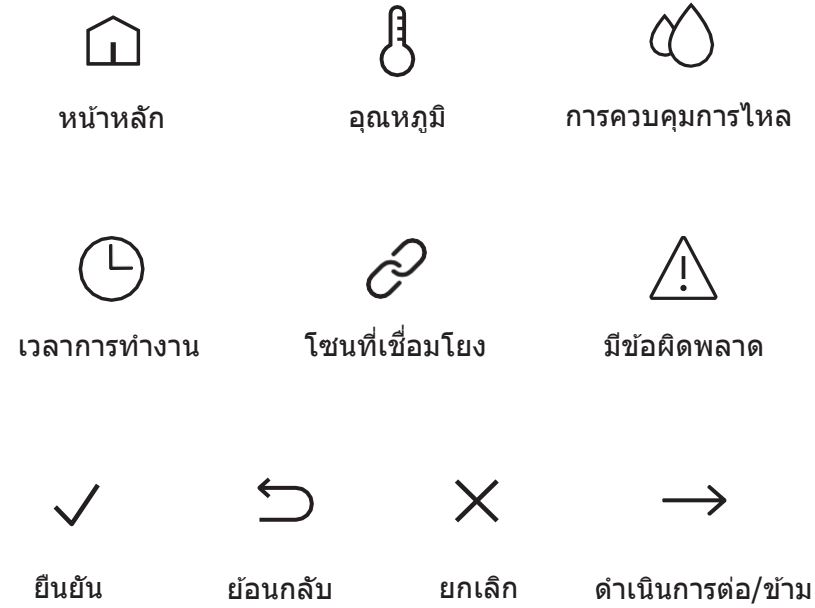 หน้าหลัก
อุณหภูมิ
การควบคุมการไหล
เวลาการทำงาน
โซนที่เชื่อมโยง
มีข้อผิดพลาด
ยืนยัน
ย้อนกลับ
ยกเลิก
ดำเนินการต่อ/ข้าม